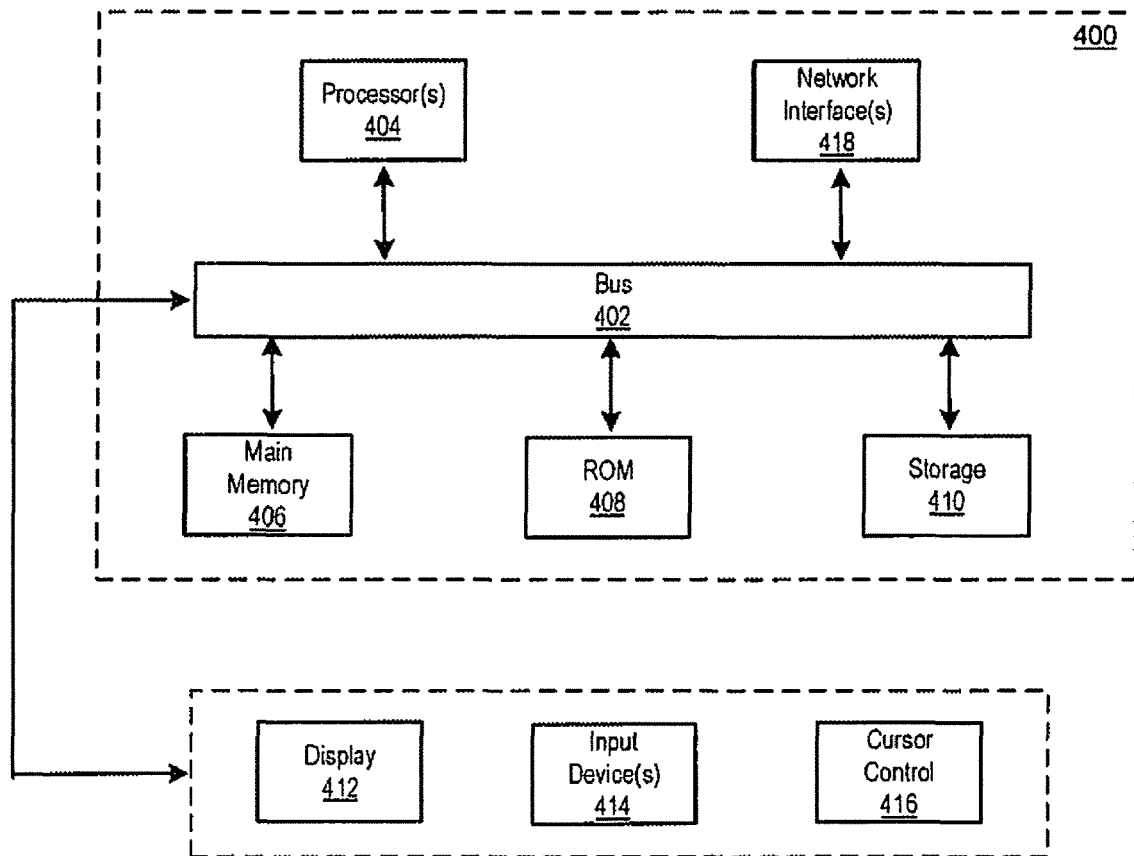 400
Processor(s)
404
Network
Interface(s)
418
Bus
402
Main
Memory
406
ROM
408
Storage
410
Display
412
Input
Device(s)
414
Cursor
Control
416